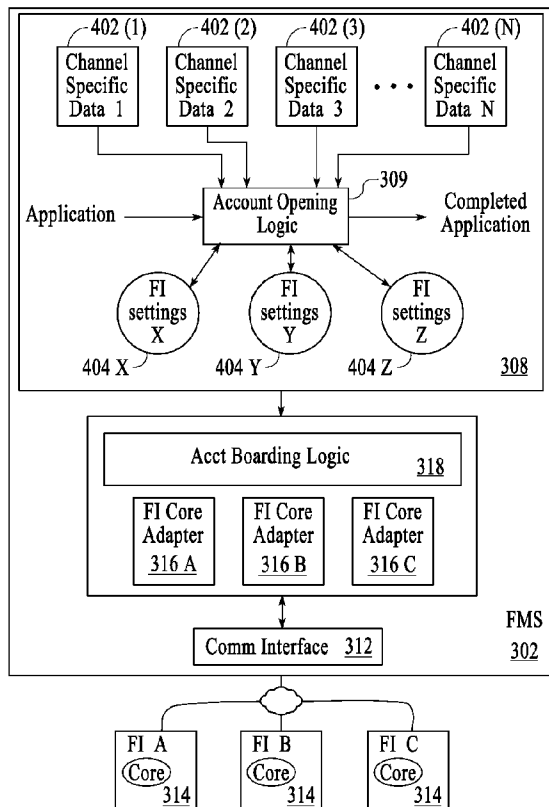 402 (1) 402 (2) 402 (3) 402 (N)
Channel Specific Data 1
Channel Specific Data 2
Channel Specific Data 3
• • •
Channel Specific Data N
309
Application
Account Opening Logic
Completed Application
FI settings X
FI settings Y
FI settings Z
404 X 404 Y 404 Z 308
Acct Boarding Logic 318
FI Core Adapter 316 A
FI Core Adapter 316 B
FI Core Adapter 316 C
FMS 302
Comm Interface 312
FI A Core 314
FI B Core 314
FI C Core 314